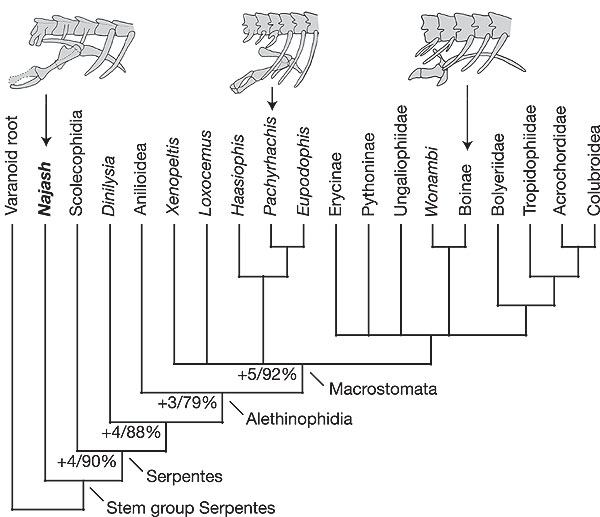 Varanoid root
Najash
Scolecophidia
Dinilysia
Anilioidea
Xenopeltis
Loxocemus
Haasiophis
Pachyrhachis
Eupodophis
Erycinae
Pythoninae
Ungaliophiidae
Wonambi
Boinae
Bolyeriidae
Tropidophiidae
Acrochordidae
Colubroidea
+5/92%
Macrostomata
+3/79%
Alethinophidia
+4/88%
+4/90%
Serpentes
Stem group Serpentes